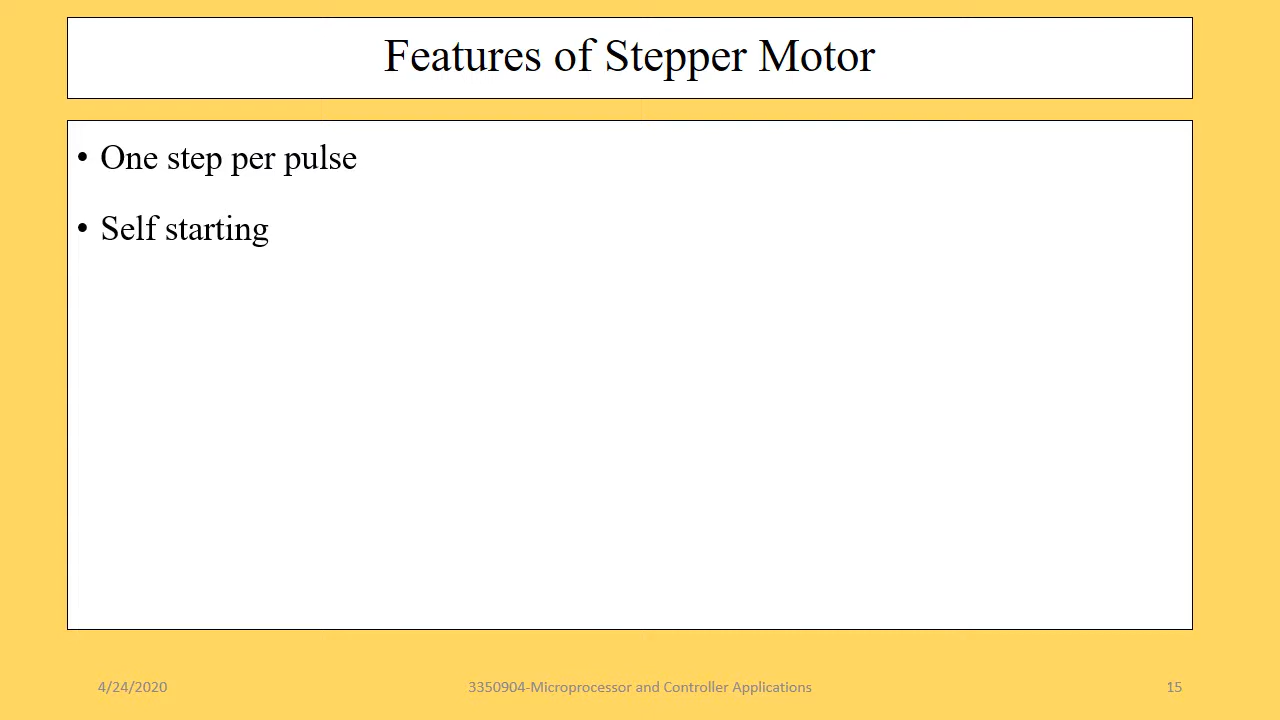 Features of Stepper Motor
• One step per pulse
• Self starting
4/24/2020
3350904-Microprocessor and Controller Applications
15